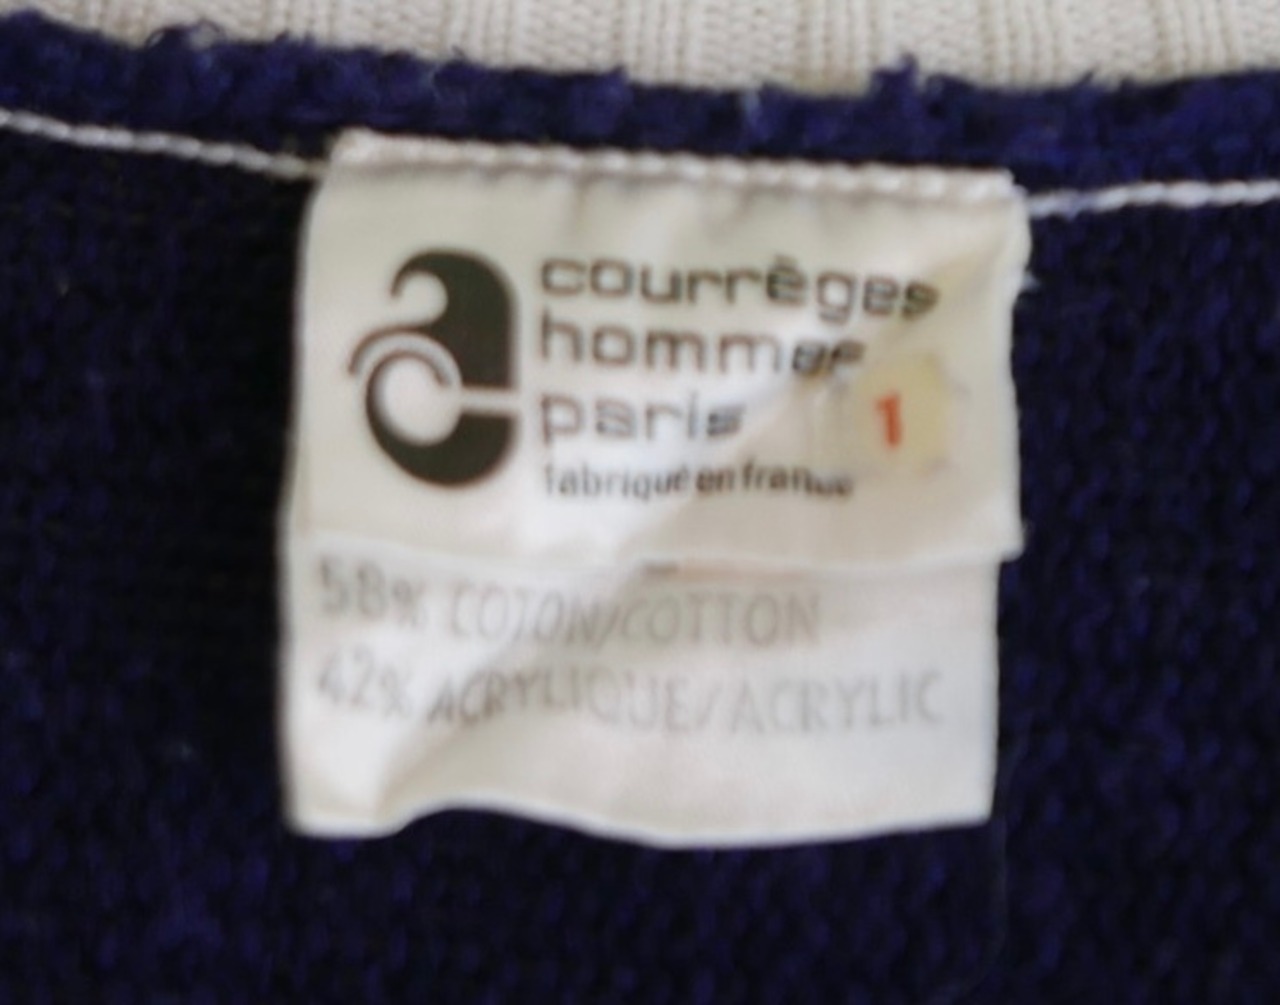 courrèges
homme
paris
1
fabriqué en france
58% COTON/COTTON
42% ACRYLIQUE/ACRYLIC